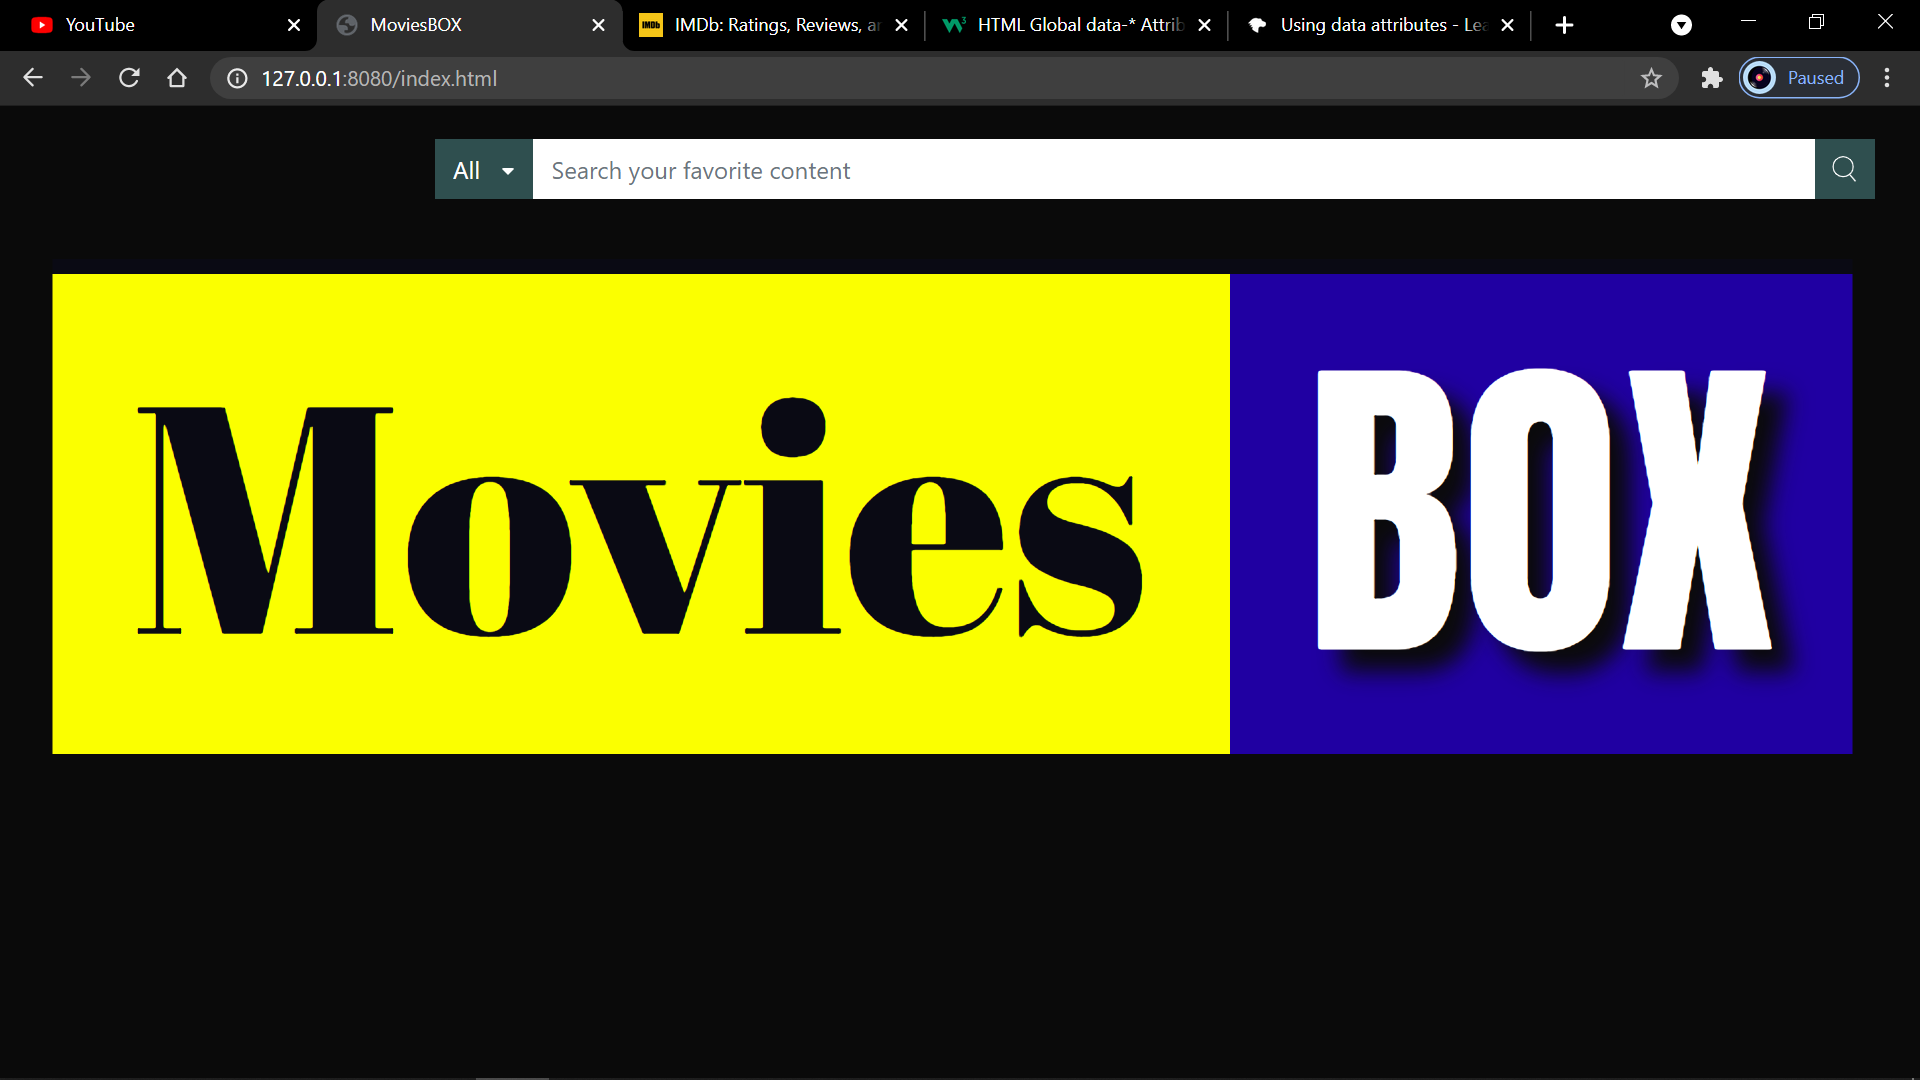 YouTube
MoviesBOX
IMDb
IMDb: Ratings, Reviews, a
HTML Global data-* Attrib
Using data attributes - Lea
127.0.0.1:8080/index.html
Paused
All
Search your favorite content
Movies
BOX